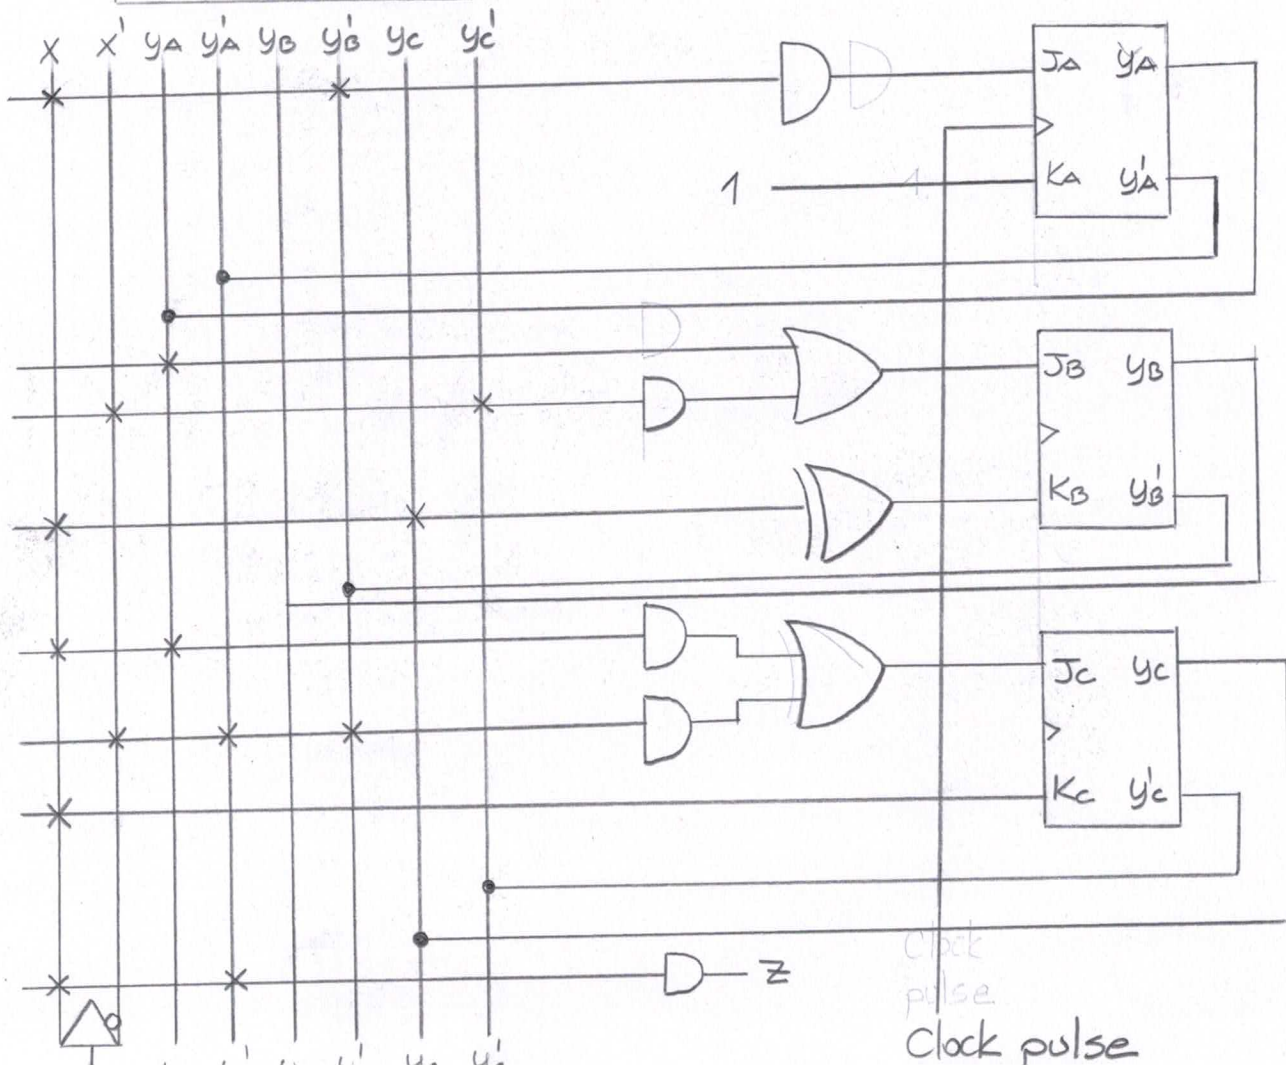 x x' yA y'A yB y'B yC y'C
JA yA
1
KA y'A
JB yB
KB y'B
JC yC
KC y'C
Z
Clock
pulse
Clock pulse